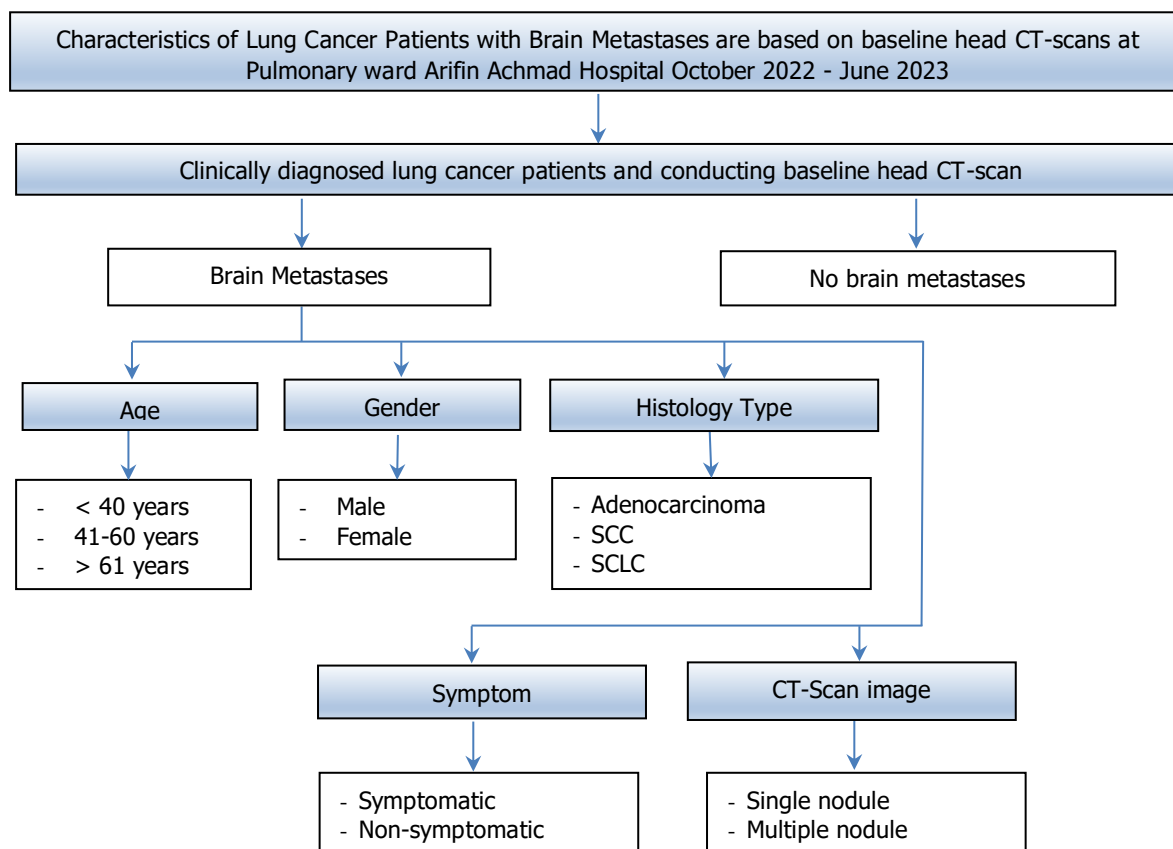 Characteristics of Lung Cancer Patients with Brain Metastases are based on baseline head CT-scans at
Pulmonary ward Arifin Achmad Hospital October 2022 - June 2023
Clinically diagnosed lung cancer patients and conducting baseline head CT-scan
Brain Metastases
No brain metastases
Age
Gender
Histology Type
- < 40 years
- 41-60 years
- > 61 years
- Male
- Female
- Adenocarcinoma
- SCC
- SCLC
Symptom
CT-Scan image
- Symptomatic
- Non-symptomatic
- Single nodule
- Multiple nodule